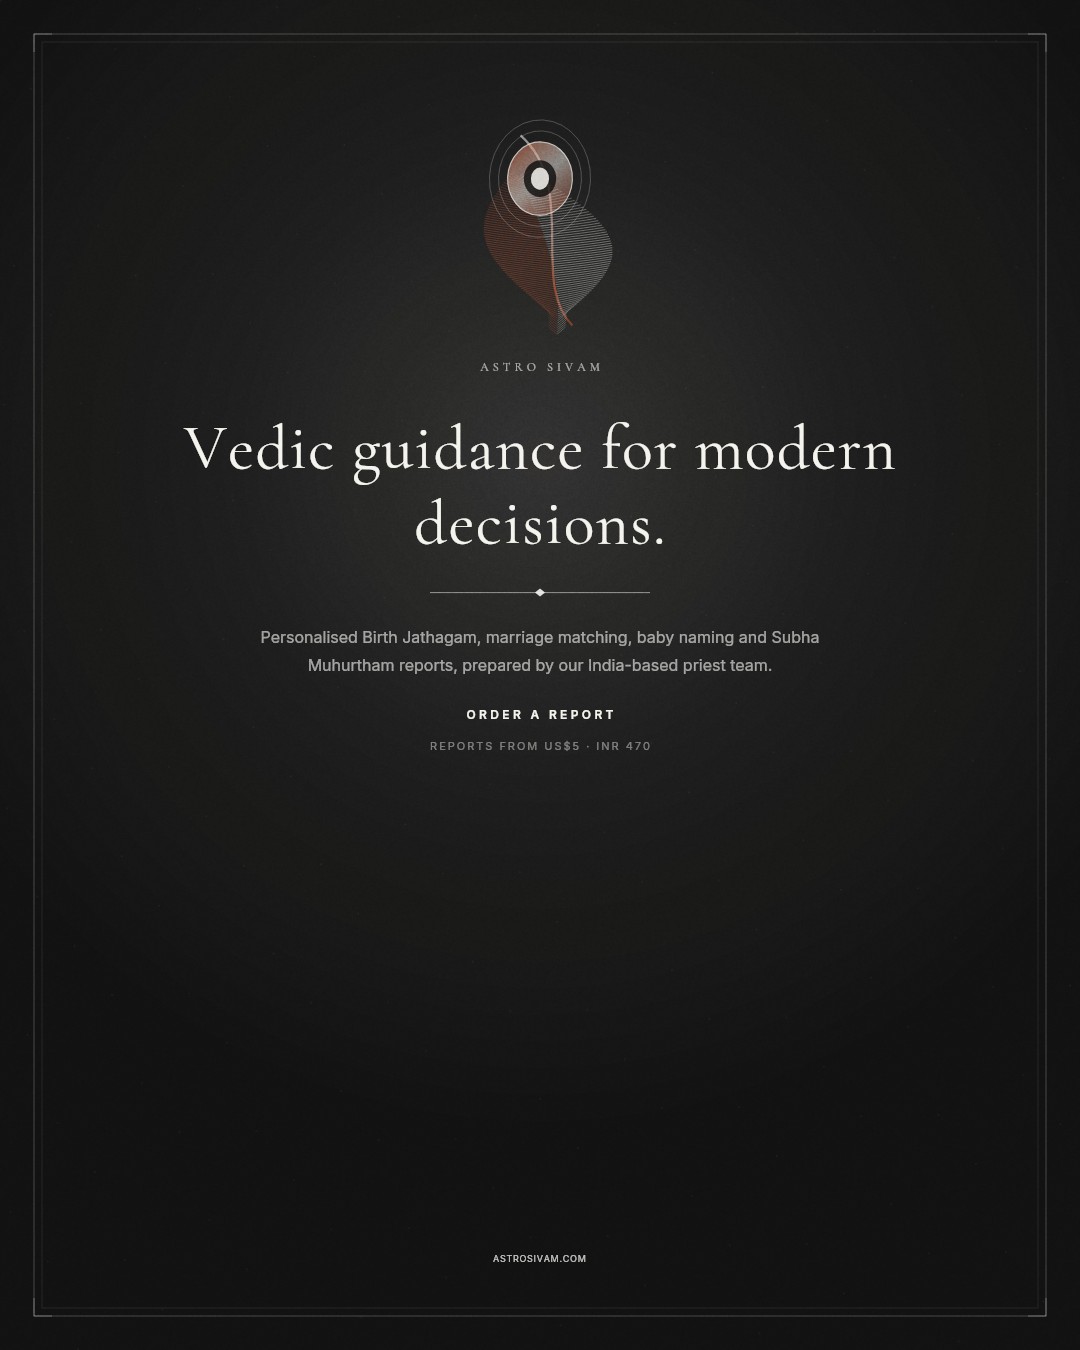 ASTRO SIVAM
Vedic guidance for modern
decisions.
Personalised Birth Jathagam, marriage matching, baby naming and Subha
Muhurtham reports, prepared by our India-based priest team.
ORDER A REPORT
REPORTS FROM US$5 · INR 470
ASTROSIVAM.COM